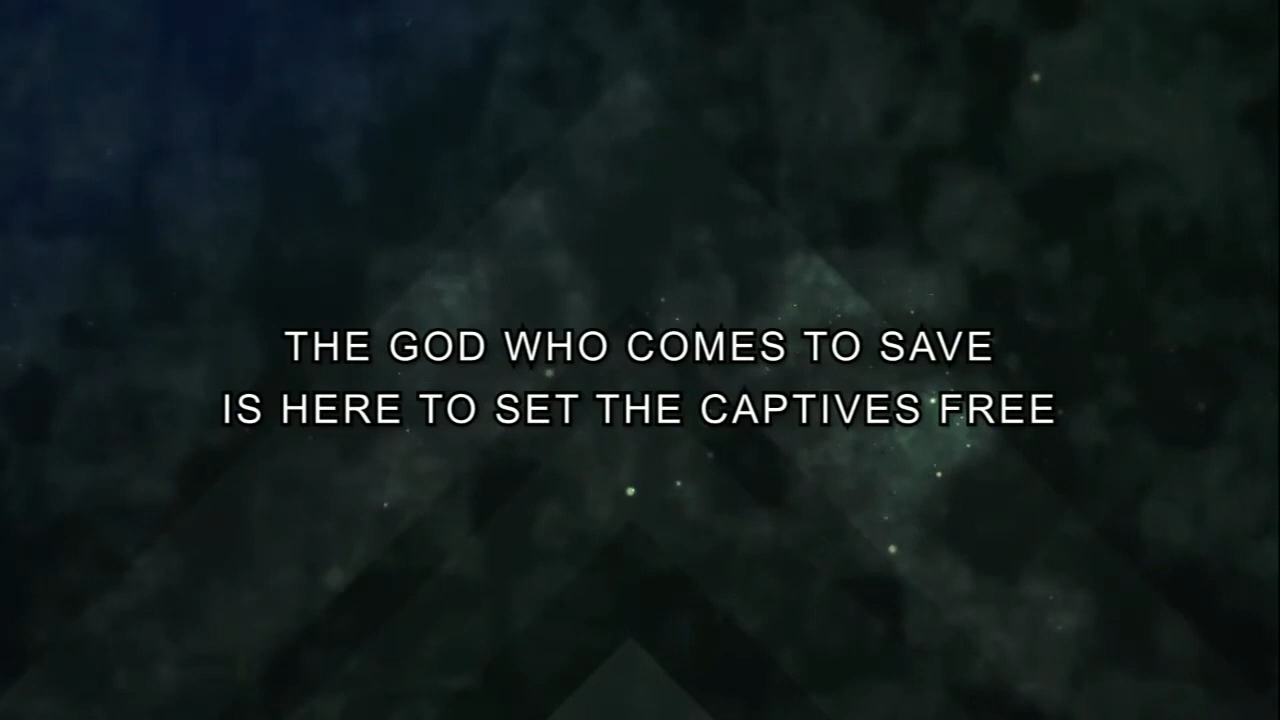 THE GOD WHO COMES TO SAVE
IS HERE TO SET THE CAPTIVES FREE